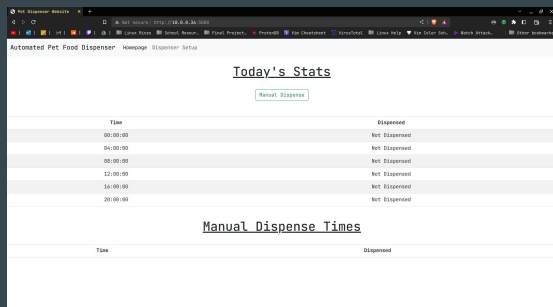 Pet Dispenser Website
Not secure | http://10.0.0.34:5000
Linux Rices School Resour… Final Project… ProtonDB Vim Cheatsheet VirusTotal Linux Help Vim Color Sch… Watch Attack… Other bookmarks
Automated Pet Food Dispenser Homepage Dispenser Setup
Today's Stats
Manual Dispense
Time Dispensed
00:00:00 Not Dispensed
04:00:00 Not Dispensed
08:00:00 Not Dispensed
12:00:00 Not Dispensed
16:00:00 Not Dispensed
20:00:00 Not Dispensed
Manual Dispense Times
Time Dispensed